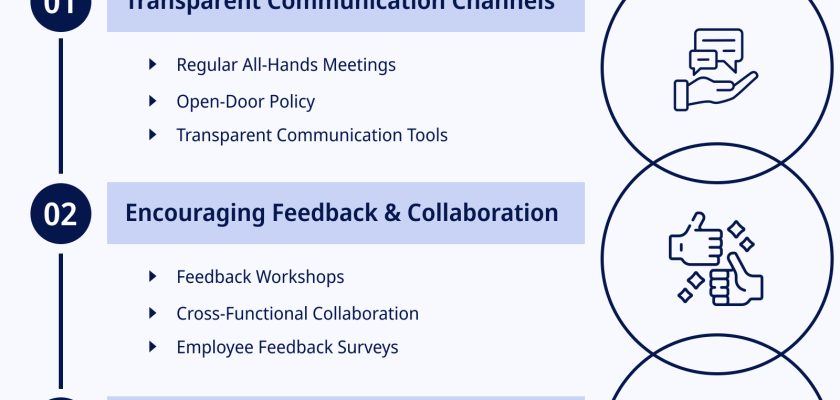 01
Transparent Communication Channels
Regular All-Hands Meetings
Open-Door Policy
Transparent Communication Tools
02
Encouraging Feedback & Collaboration
Feedback Workshops
Cross-Functional Collaboration
Employee Feedback Surveys